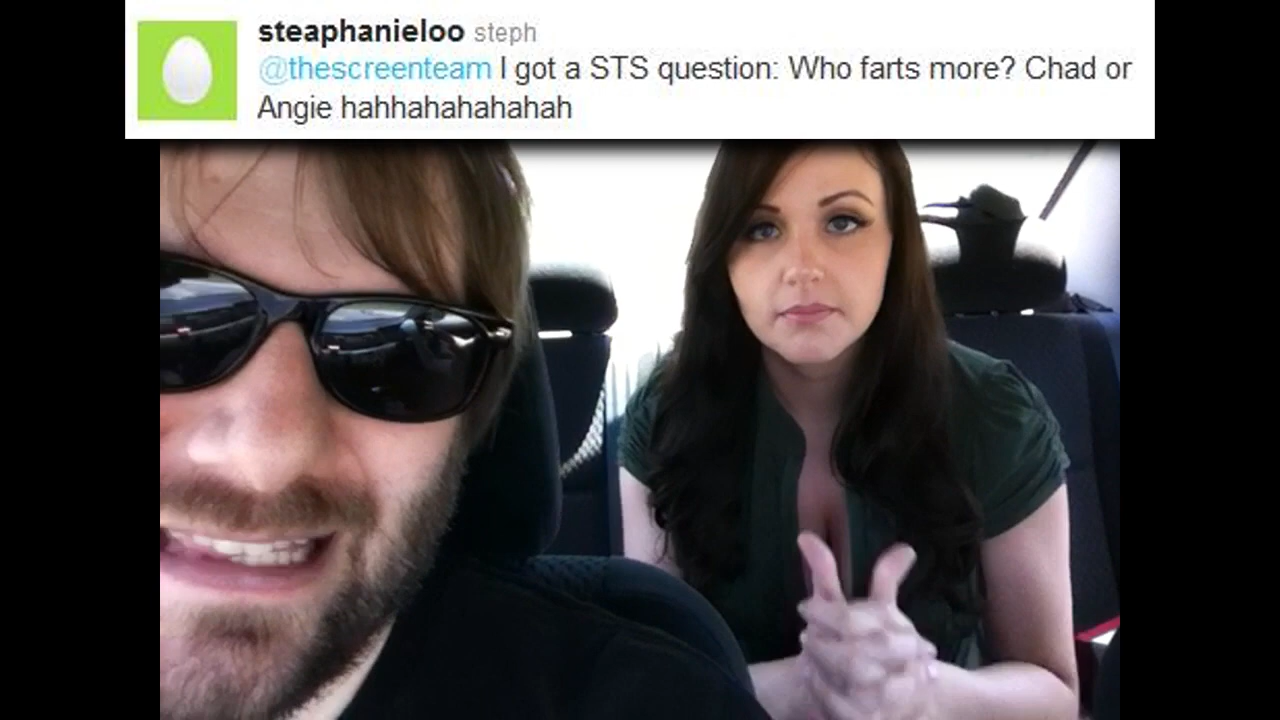 steaphanieloo steph
@thescreenteam I got a STS question: Who farts more? Chad or
Angie hahhahahahahah